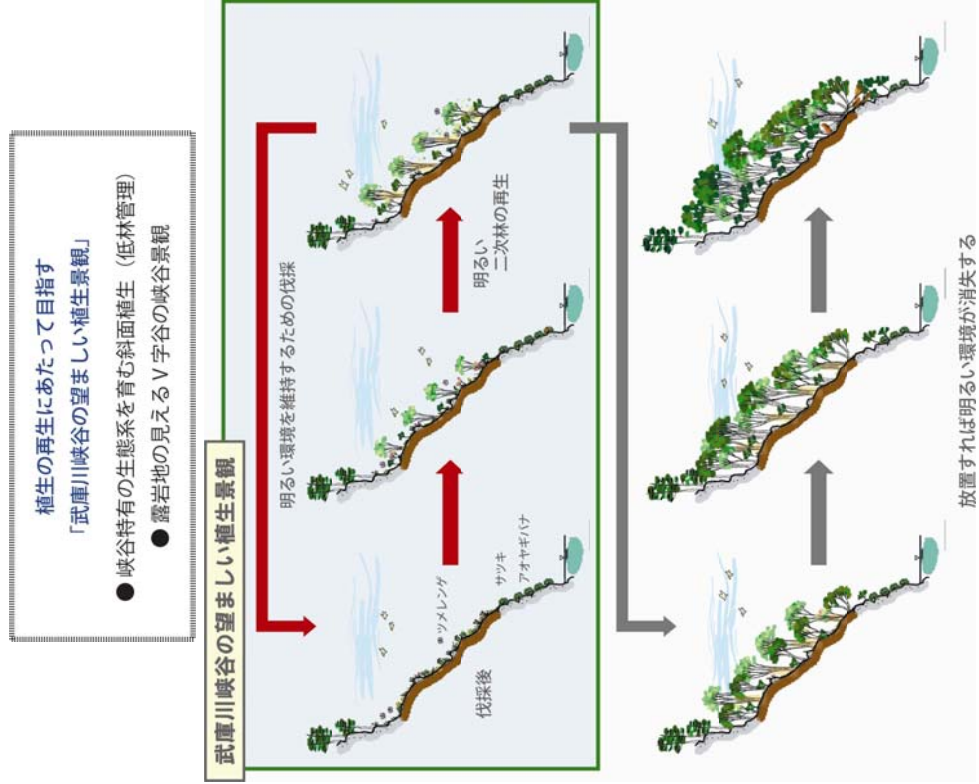 植生の再生にあたって目指す
「武庫川峡谷の望ましい植生景観」
● 峡谷特有の生態系を育む斜面植生(低林管理)
● 露岩地の見えるV字谷の峡谷景観
武庫川峡谷の望ましい植生景観
明るい環境を維持するための伐採
*ツメレンゲ
サツキ
アオヤギバナ
伐採後
明るい
二次林の再生
放置すれば明るい環境が消失する